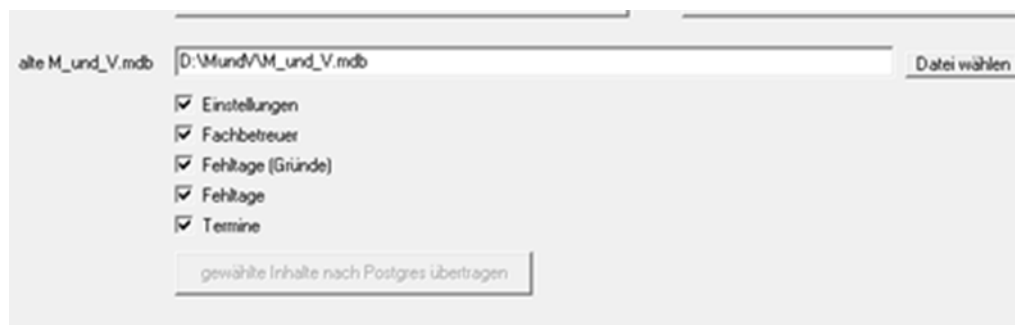 alte M_und_V.mdb D:\MundV\M_und_V.mdb Datei wählen
Einstellungen
Fachbetreuer
Fehltage (Gründe)
Fehltage
Termine
gewählte Inhalte nach Postgres übertragen